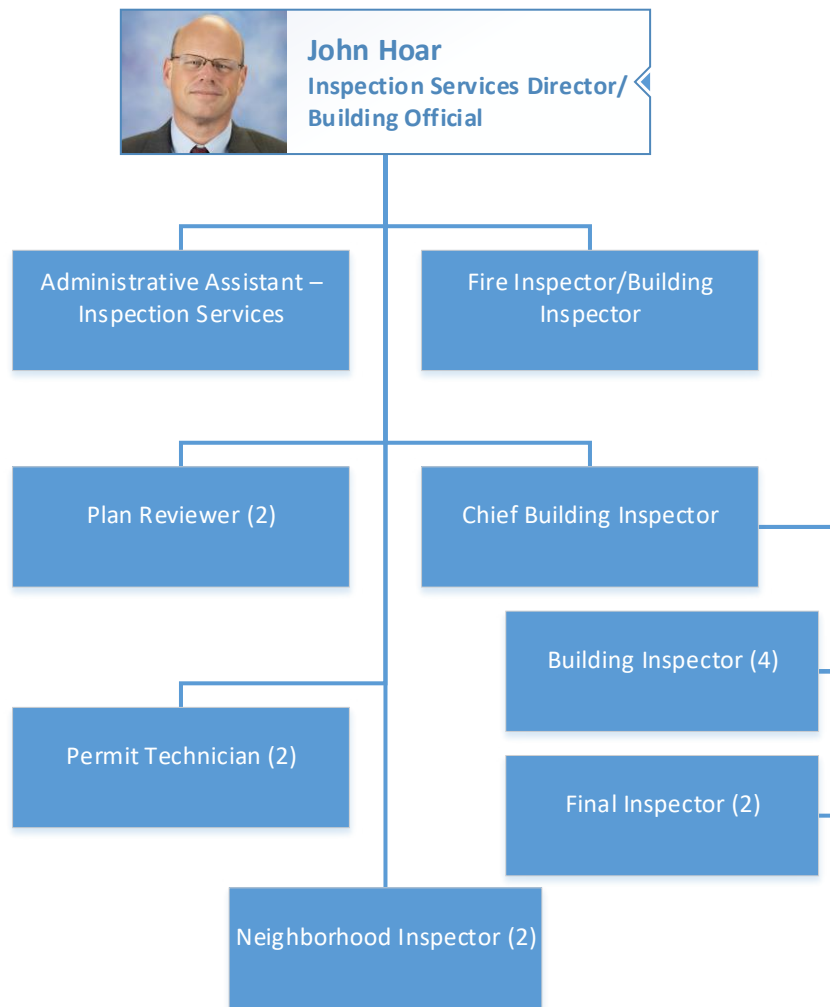 John Hoar
Inspection Services Director/
Building Official
Administrative Assistant –
Inspection Services
Fire Inspector/Building
Inspector
Plan Reviewer (2)
Chief Building Inspector
Building Inspector (4)
Permit Technician (2)
Final Inspector (2)
Neighborhood Inspector (2)